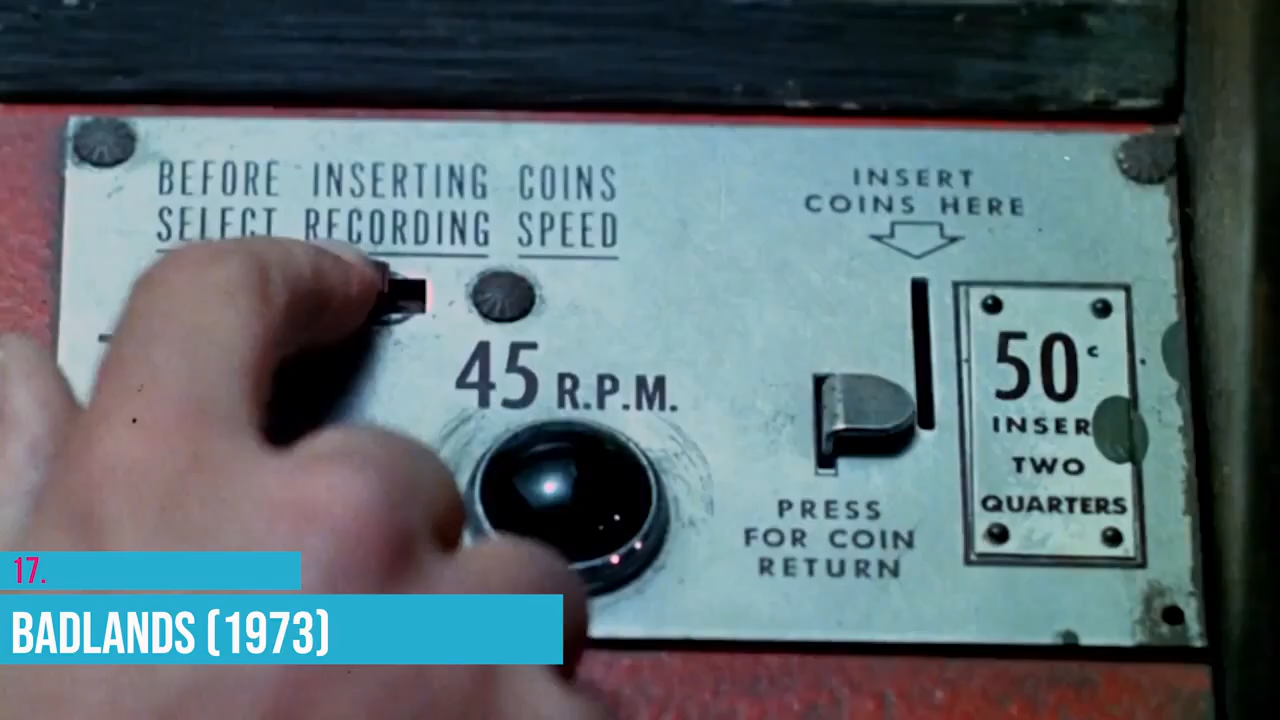 BEFORE INSERTING COINS
SELECT RECORDING SPEED
INSERT
COINS HERE
45 R.P.M.
50¢
INSER
TWO
QUARTERS
PRESS
FOR COIN
RETURN
17.
BADLANDS (1973)